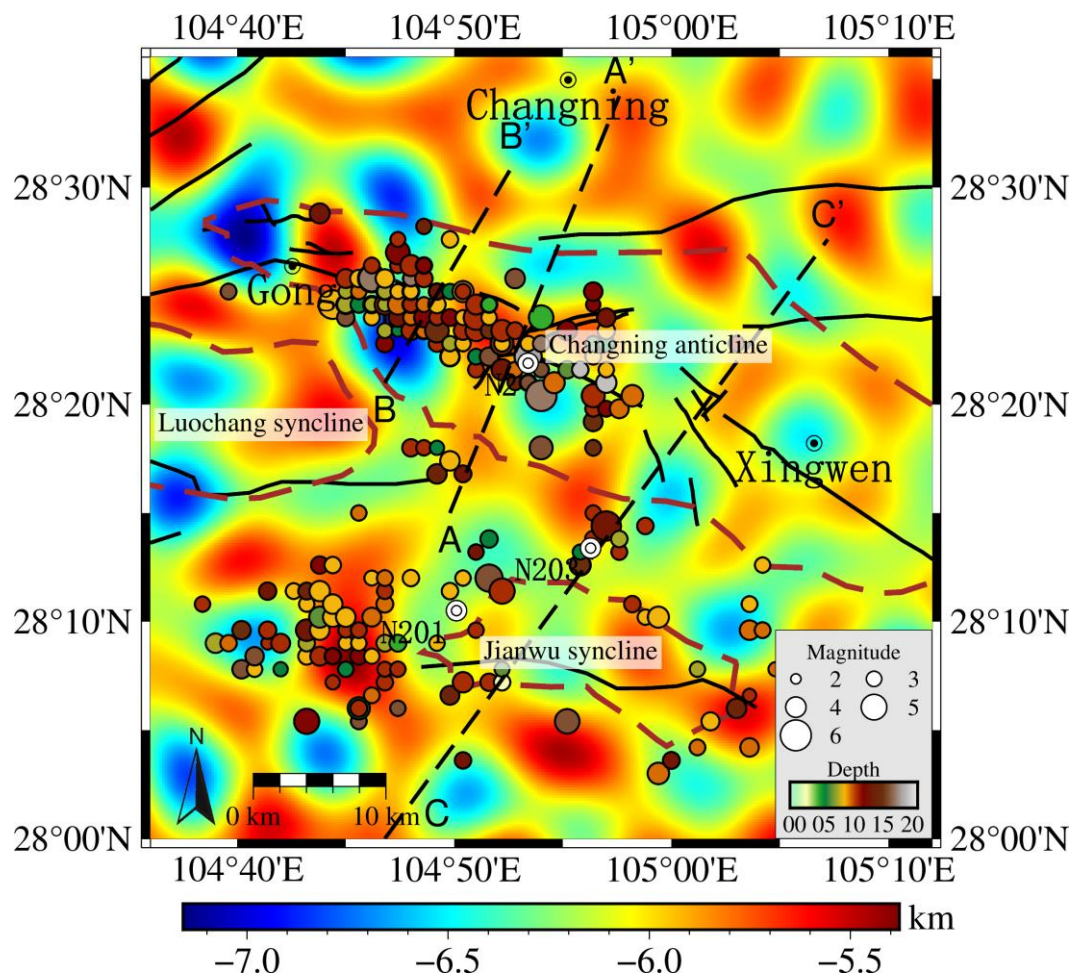 104°40'E 104°50'E 105°00'E 105°10'E
A'
Changning
B'
28°30'N 28°30'N
C'
Gong
Changning anticline
N2
28°20'N 28°20'N
B
Luochang syncline
Xingwen
A
N203
28°10'N 28°10'N
N201
Jianwu syncline
Magnitude
2 3
4 5
6
N
Depth
0 km 10 km
C
00 05 10 15 20
28°00'N 28°00'N
104°40'E 104°50'E 105°00'E 105°10'E
km
−7.0 −6.5 −6.0 −5.5